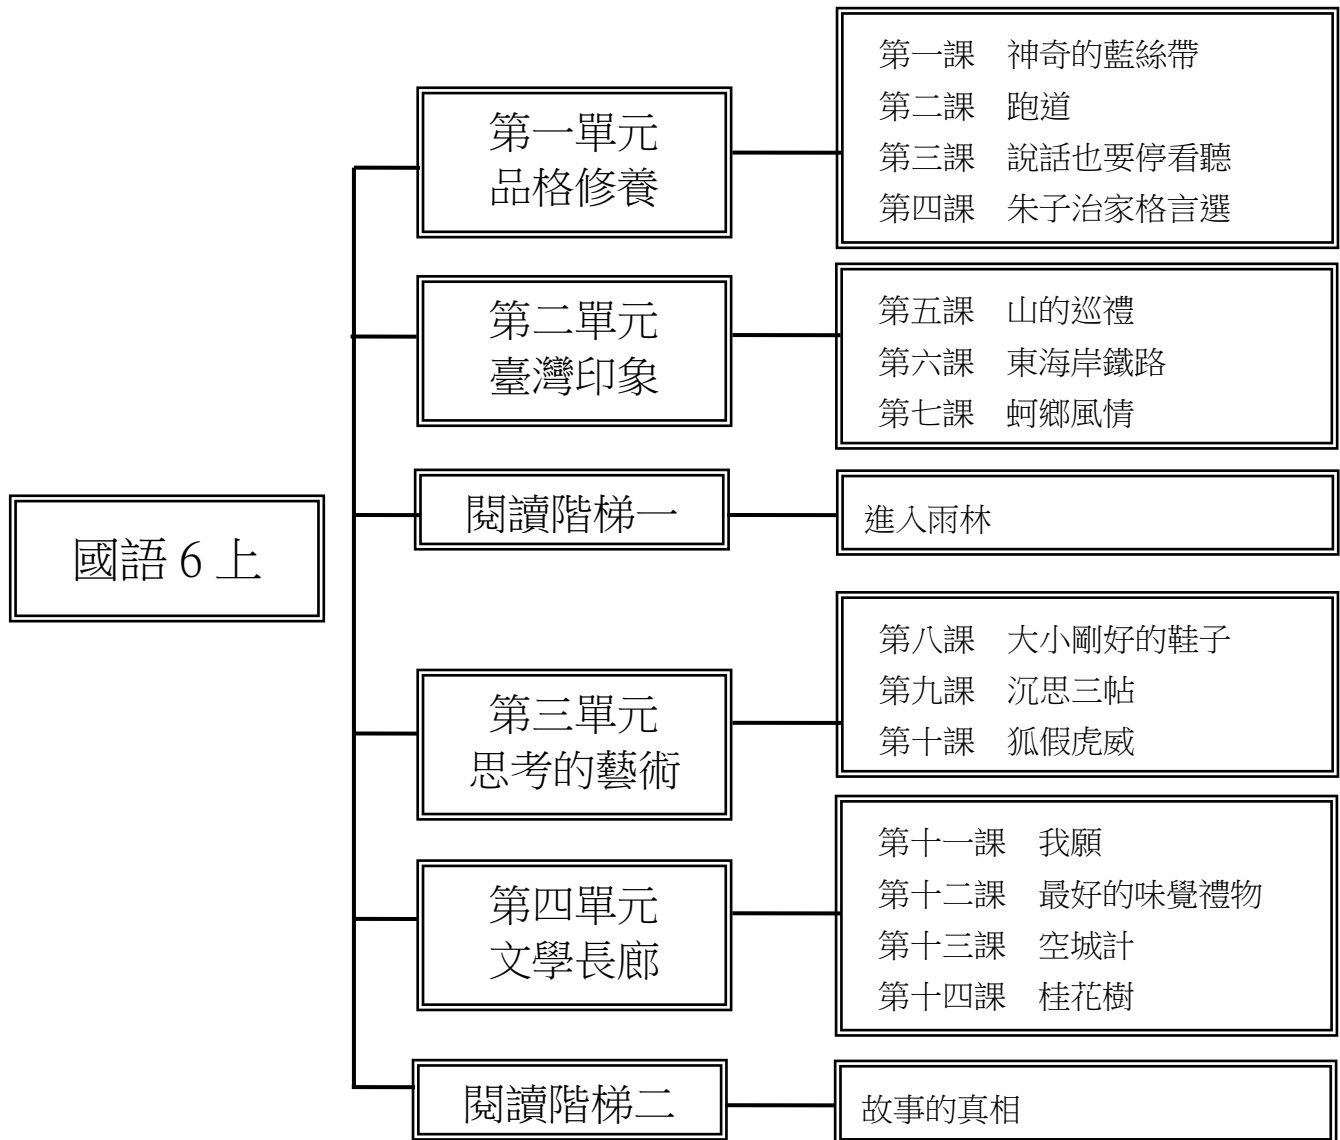 國語 6 上
第一單元
品格修養
第一課　神奇的藍絲帶
第二課　跑道
第三課　說話也要停看聽
第四課　朱子治家格言選
第二單元
臺灣印象
第五課　山的巡禮
第六課　東海岸鐵路
第七課　蚵鄉風情
閱讀階梯一
進入雨林
第三單元
思考的藝術
第八課　大小剛好的鞋子
第九課　沉思三帖
第十課　狐假虎威
第四單元
文學長廊
第十一課　我願
第十二課　最好的味覺禮物
第十三課　空城計
第十四課　桂花樹
閱讀階梯二
故事的真相